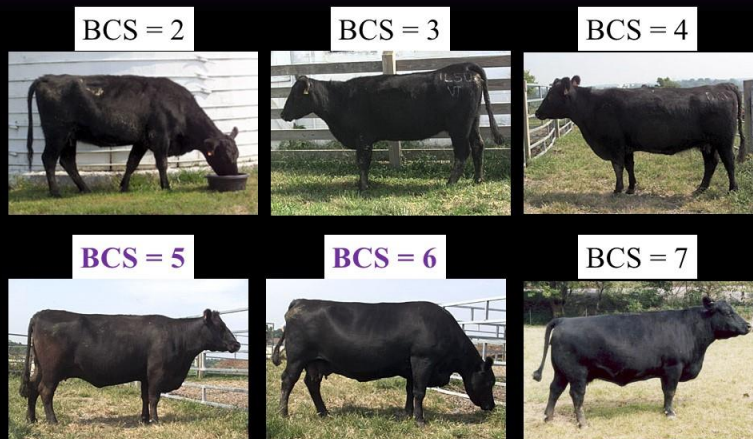 BCS = 2
BCS = 3
BCS = 4
BCS = 5
BCS = 6
BCS = 7